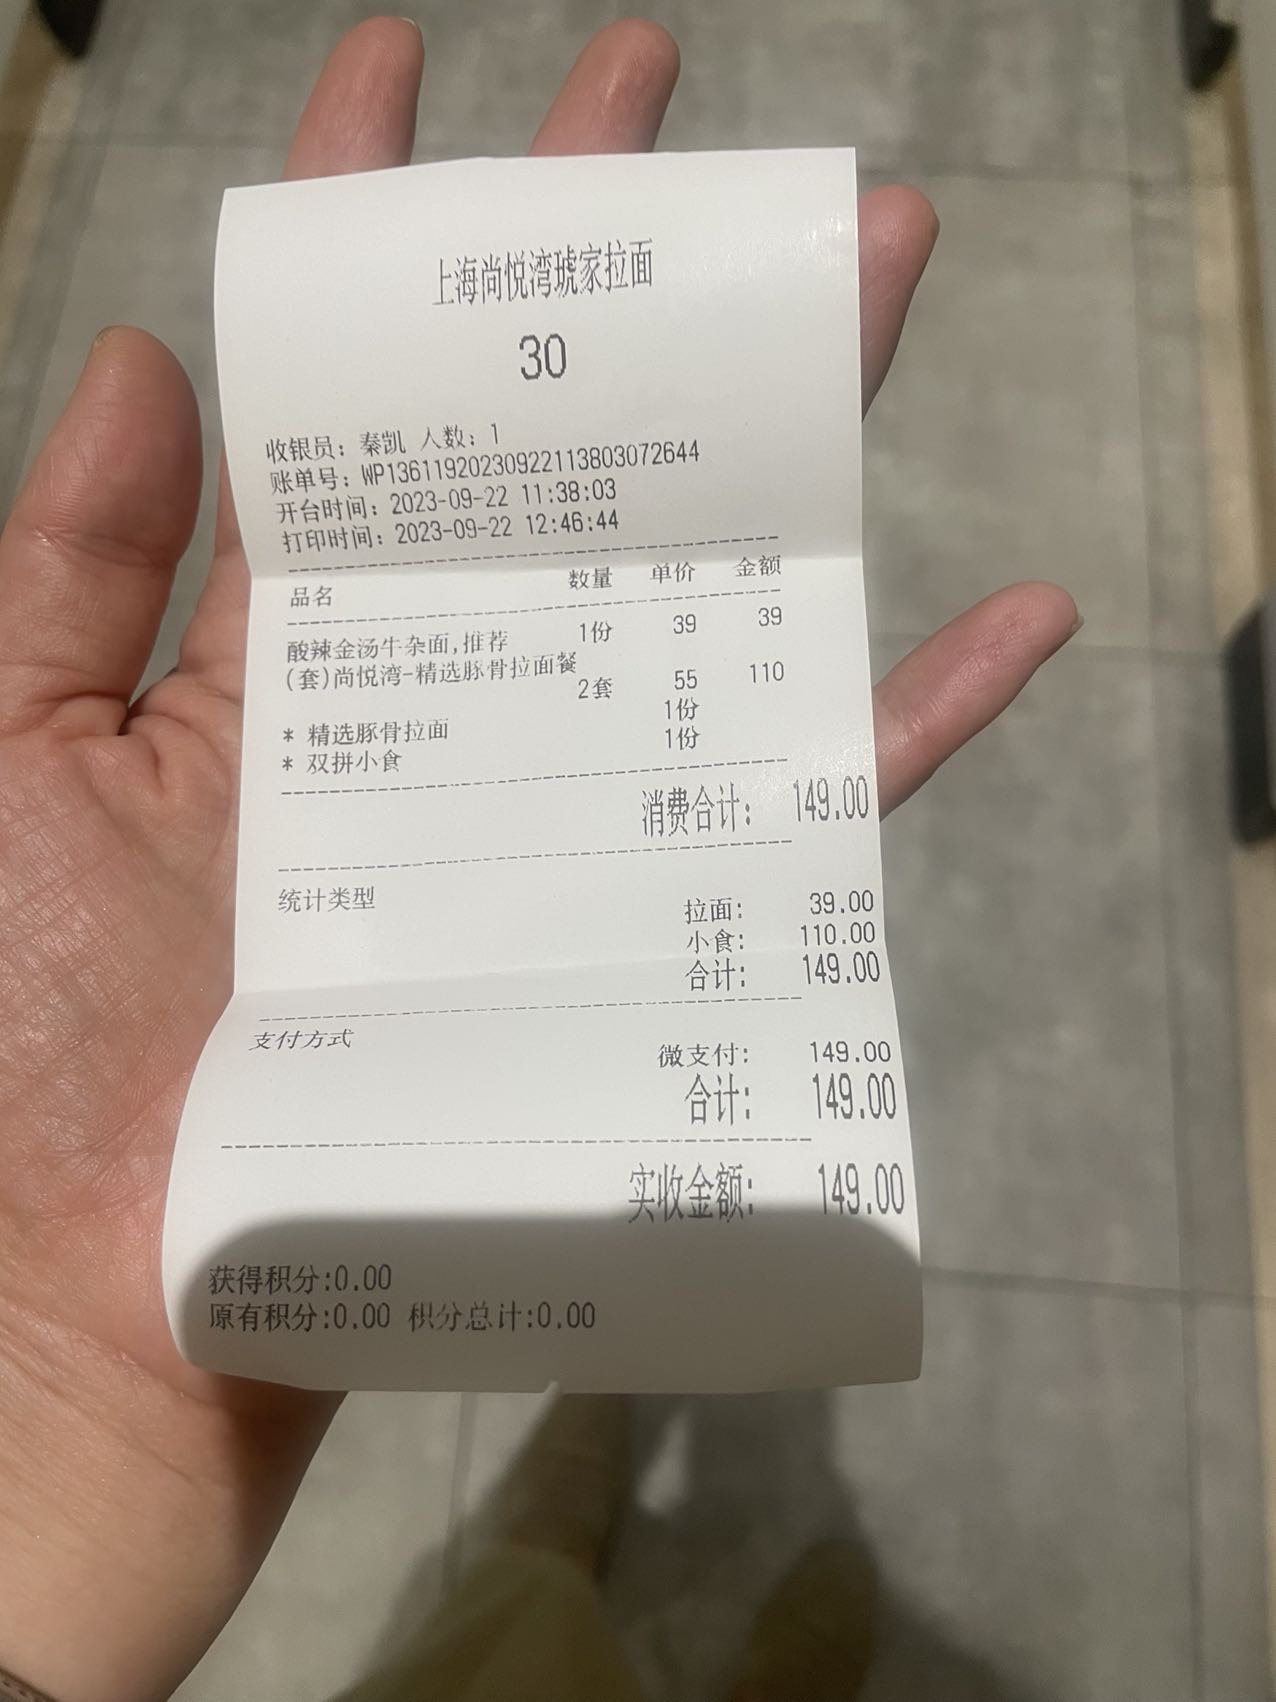 上海尚悦湾琥家拉面
30
收银员: 秦凯 人数: 1
账单号: WP13611920230922113803072644
开台时间: 2023-09-22 11:38:03
打印时间: 2023-09-22 12:46:44
品名 数量 单价 金额
酸辣金汤牛杂面,推荐 1份 39 39
(套)尚悦湾-精选豚骨拉面餐
2套 55 110
* 精选豚骨拉面 1份
* 双拼小食 1份
消费合计: 149.00
统计类型
拉面: 39.00
小食: 110.00
合计: 149.00
支付方式
微支付: 149.00
合计: 149.00
实收金额: 149.00
获得积分:0.00
原有积分:0.00 积分总计:0.00